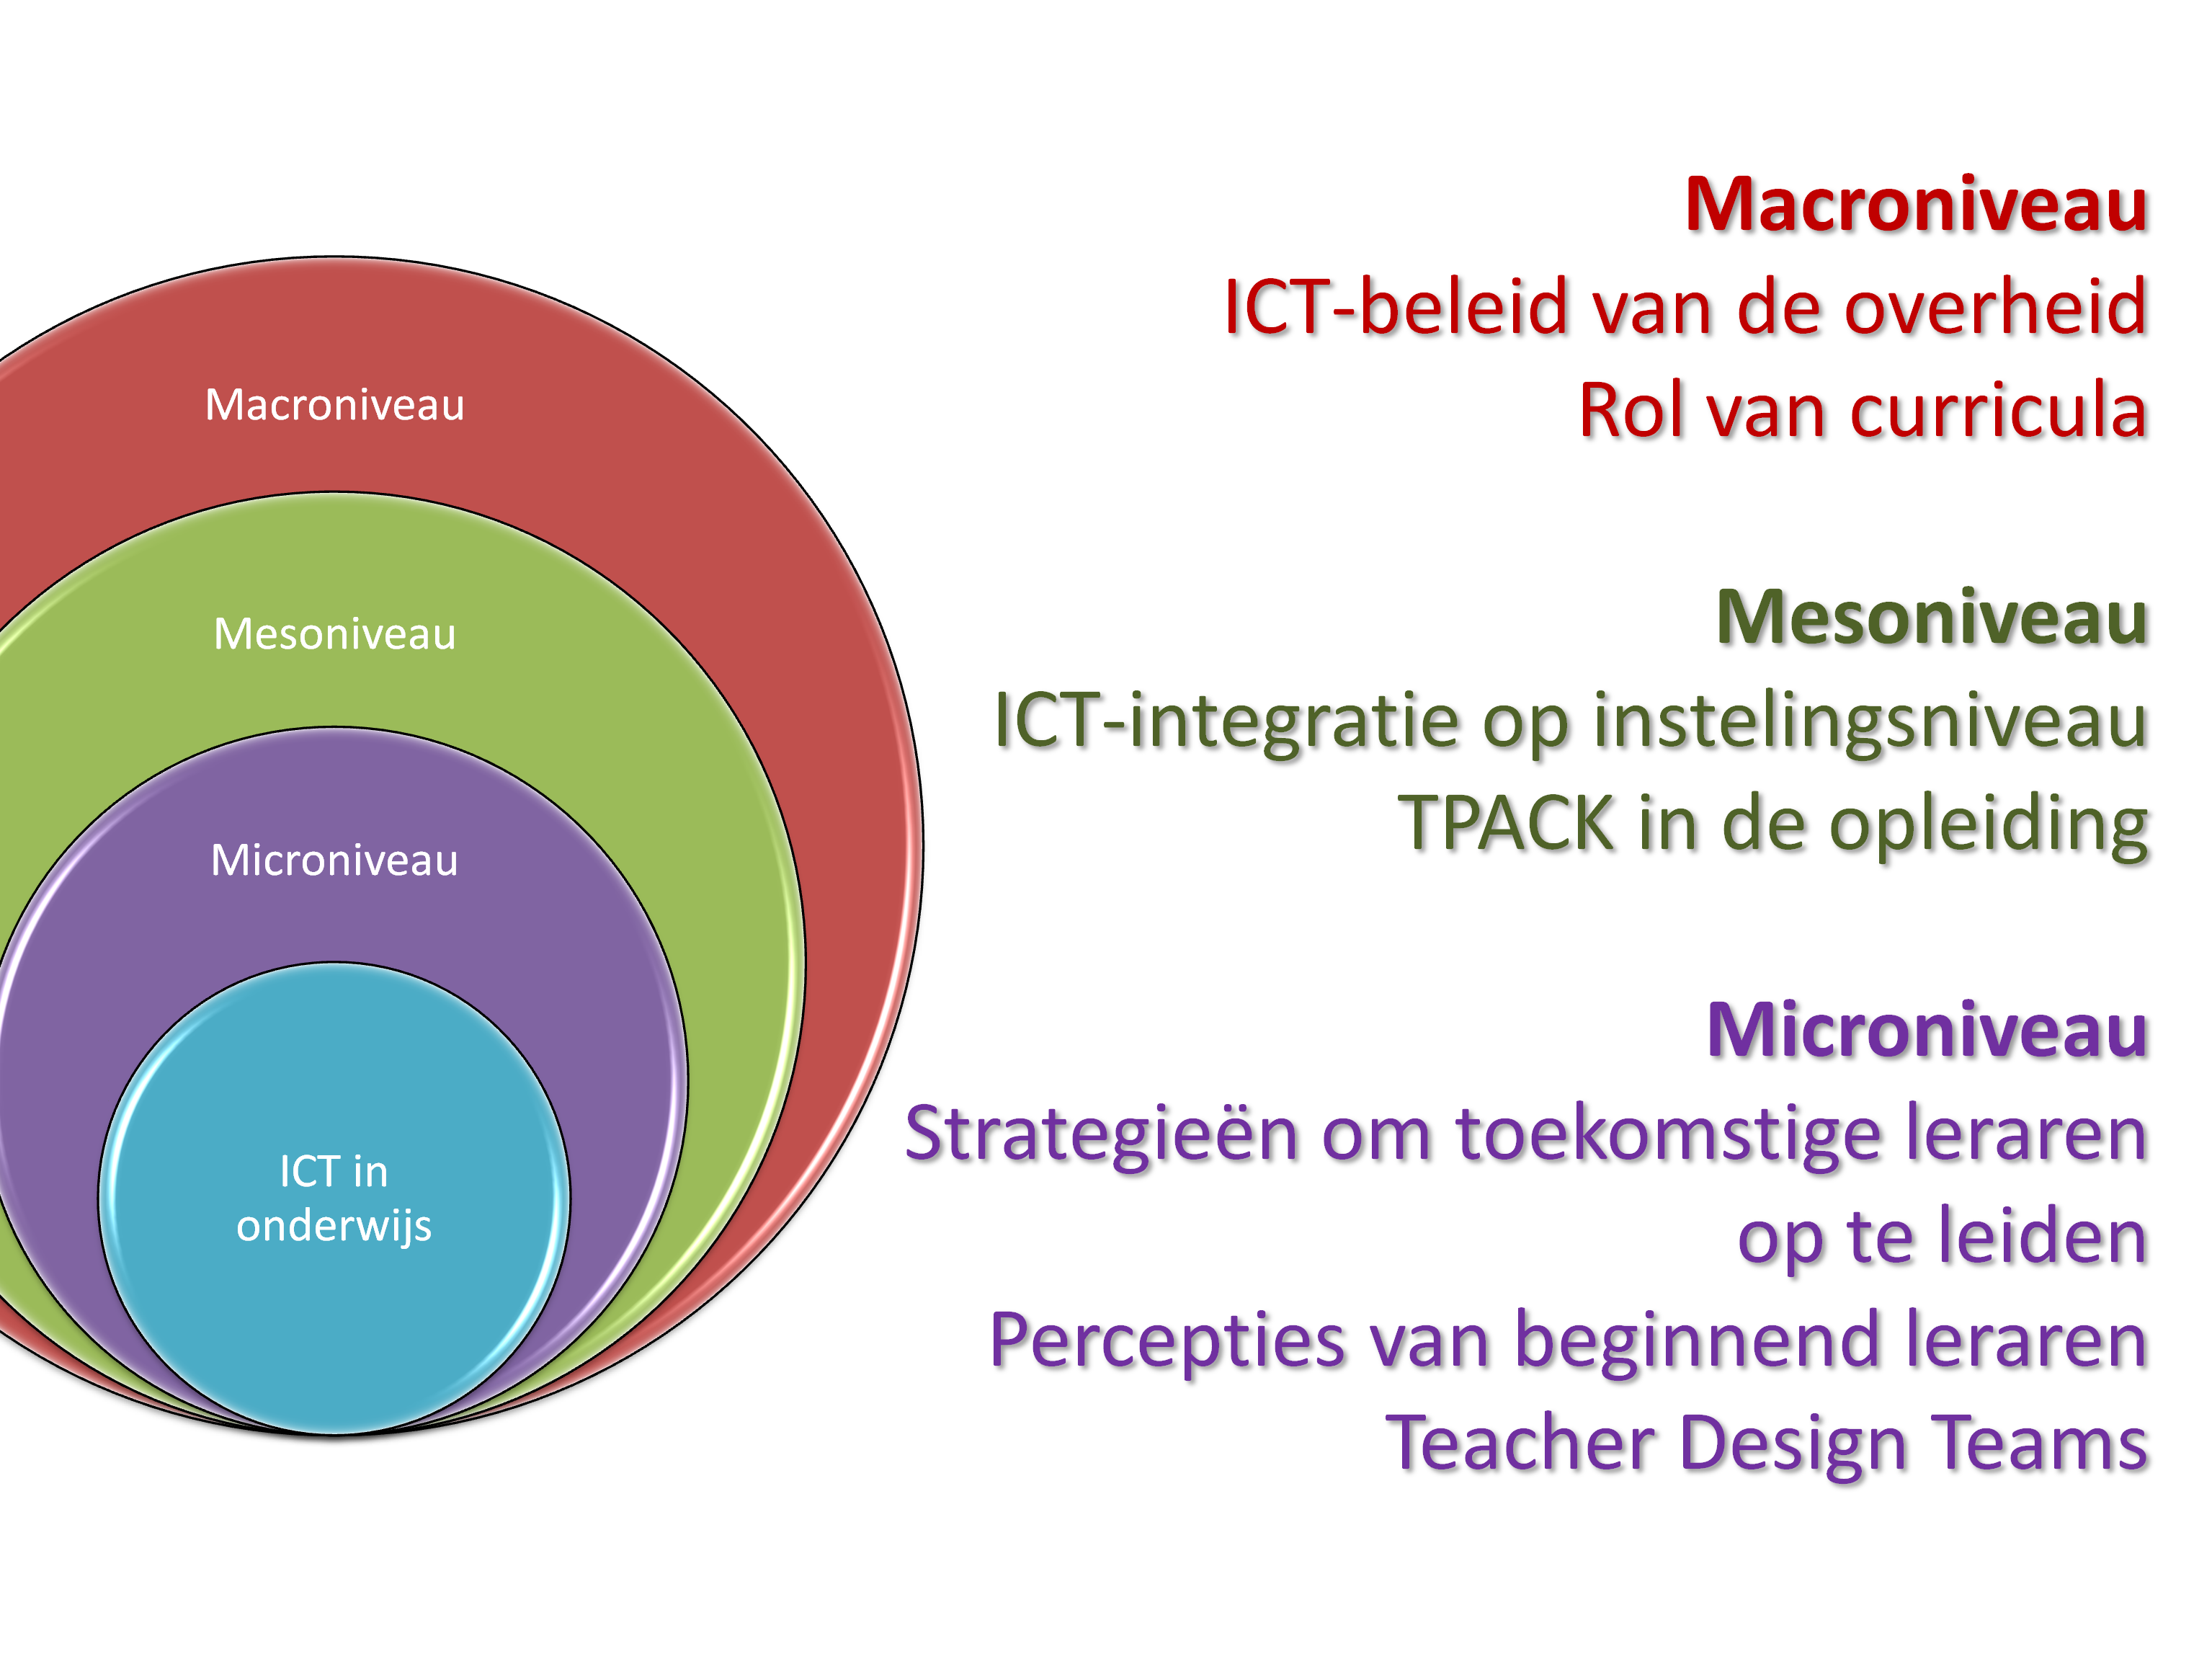 Macroniveau
Mesoniveau
Microniveau
ICT in
onderwijs
Macroniveau
ICT-beleid van de overheid
Rol van curricula
Mesoniveau
ICT-integratie op instelingsniveau
TPACK in de opleiding
Microniveau
Strategieën om toekomstige leraren
op te leiden
Percepties van beginnend leraren
Teacher Design Teams